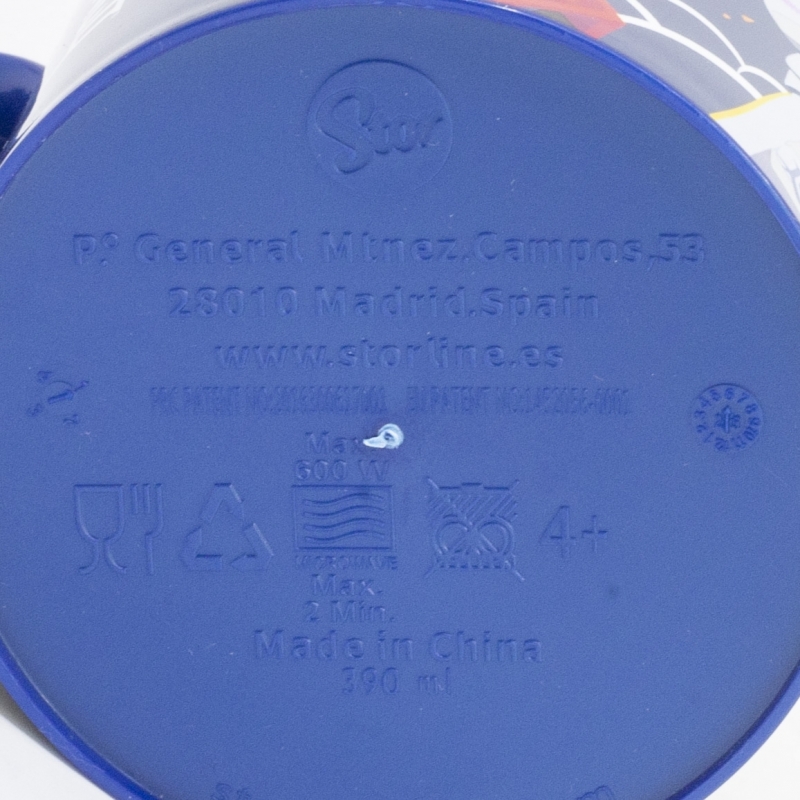 Stor
P.º General Mtnez.Campos,53
28010 Madrid.Spain
www.storline.es
Max.
600 W
MICROWAVE
4+
Max.
2 Min.
Made in China
390 ml